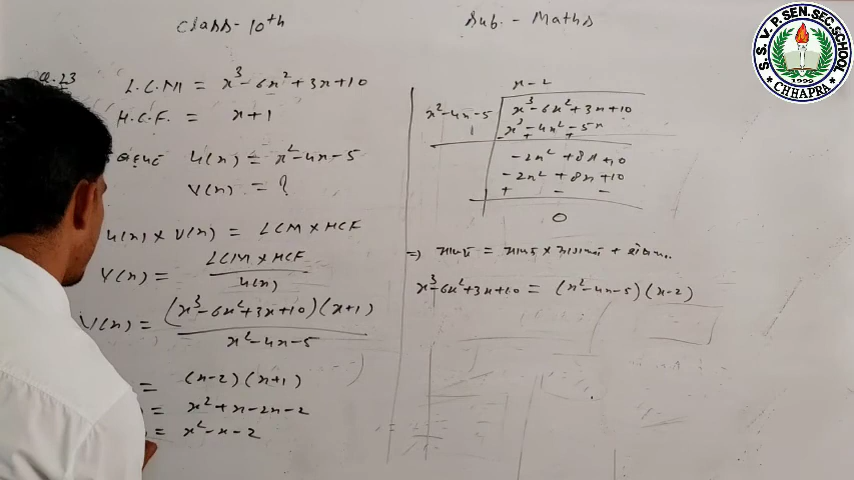 Class - 10th
Sub. - Maths
Q.23
L.C.M = x³ - 6x² + 3x + 10
H.C.F. = x + 1
u(x) = x² - 4x - 5
V(x) = ?
u(x) × V(x) = LCM × HCF
V(x) = LCM × HCF / u(x)
V(x) = (x³ - 6x² + 3x + 10)(x + 1) / x² - 4x - 5
= (x - 2)(x + 1)
= x² + x - 2x - 2
= x² - x - 2
x - 2
x² - 4x - 5 x³ - 6x² + 3x + 10
x³ - 4x² - 5x
- + +
- 2x² + 8x + 10
- 2x² + 8x + 10
+ - -
0
x³ - 6x² + 3x + 10 = (x² - 4x - 5)(x - 2)
S. S. V. P. SEN. SEC. SCHOOL
1999
CHHAPRA